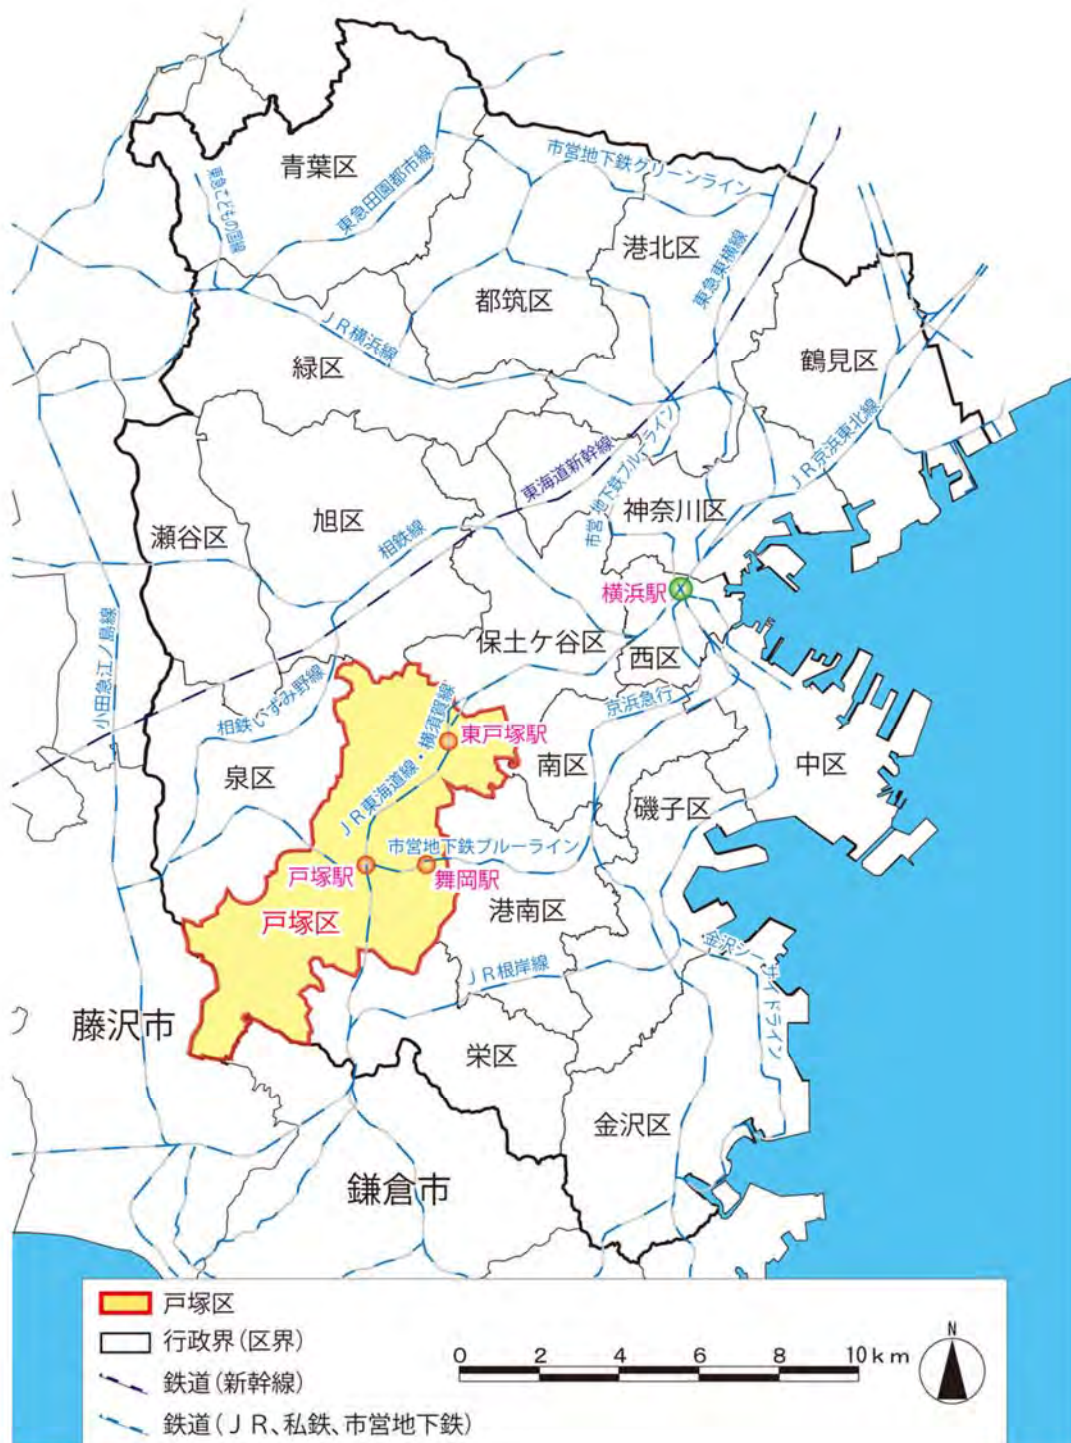 青葉区
東急こどもの国線
東急田園都市線
市営地下鉄グリーンライン
港北区
東急東横線
都筑区
JR横浜線
緑区
鶴見区
JR京浜東北線
東海道新幹線
市営地下鉄ブルーライン
神奈川区
瀬谷区
旭区
相鉄線
横浜駅
保土ケ谷区
西区
小田急江ノ島線
相鉄いずみ野線
JR東海道線・横須賀線
京浜急行
東戸塚駅
泉区
南区
中区
磯子区
市営地下鉄ブルーライン
戸塚駅
舞岡駅
戸塚区
港南区
JR根岸線
金沢シーサイドライン
藤沢市
栄区
金沢区
鎌倉市
戸塚区
行政界(区界)
鉄道(新幹線)
鉄道(JR、私鉄、市営地下鉄)
0 2 4 6 8 10km
N